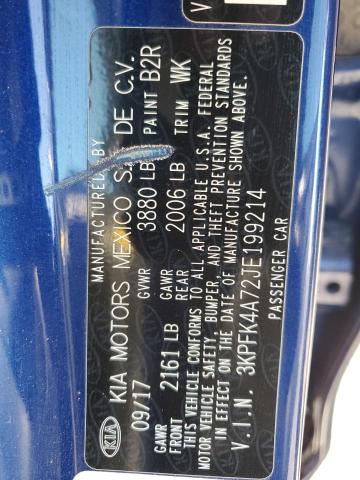 MANUFACTURED BY
KIA KIA MOTORS MEXICO S. DE C.V.
09/17 GVWR 3880 LB PAINT B2R
GAWR FRONT 2161 LB GAWR REAR 2006 LB TRIM WK
THIS VEHICLE CONFORMS TO ALL APPLICABLE U.S.A. FEDERAL
MOTOR VEHICLE SAFETY, BUMPER, AND THEFT PREVENTION STANDARDS
IN EFFECT ON THE DATE OF MANUFACTURE SHOWN ABOVE.
V.I.N 3KPFK4A72JE199214
PASSENGER CAR
V